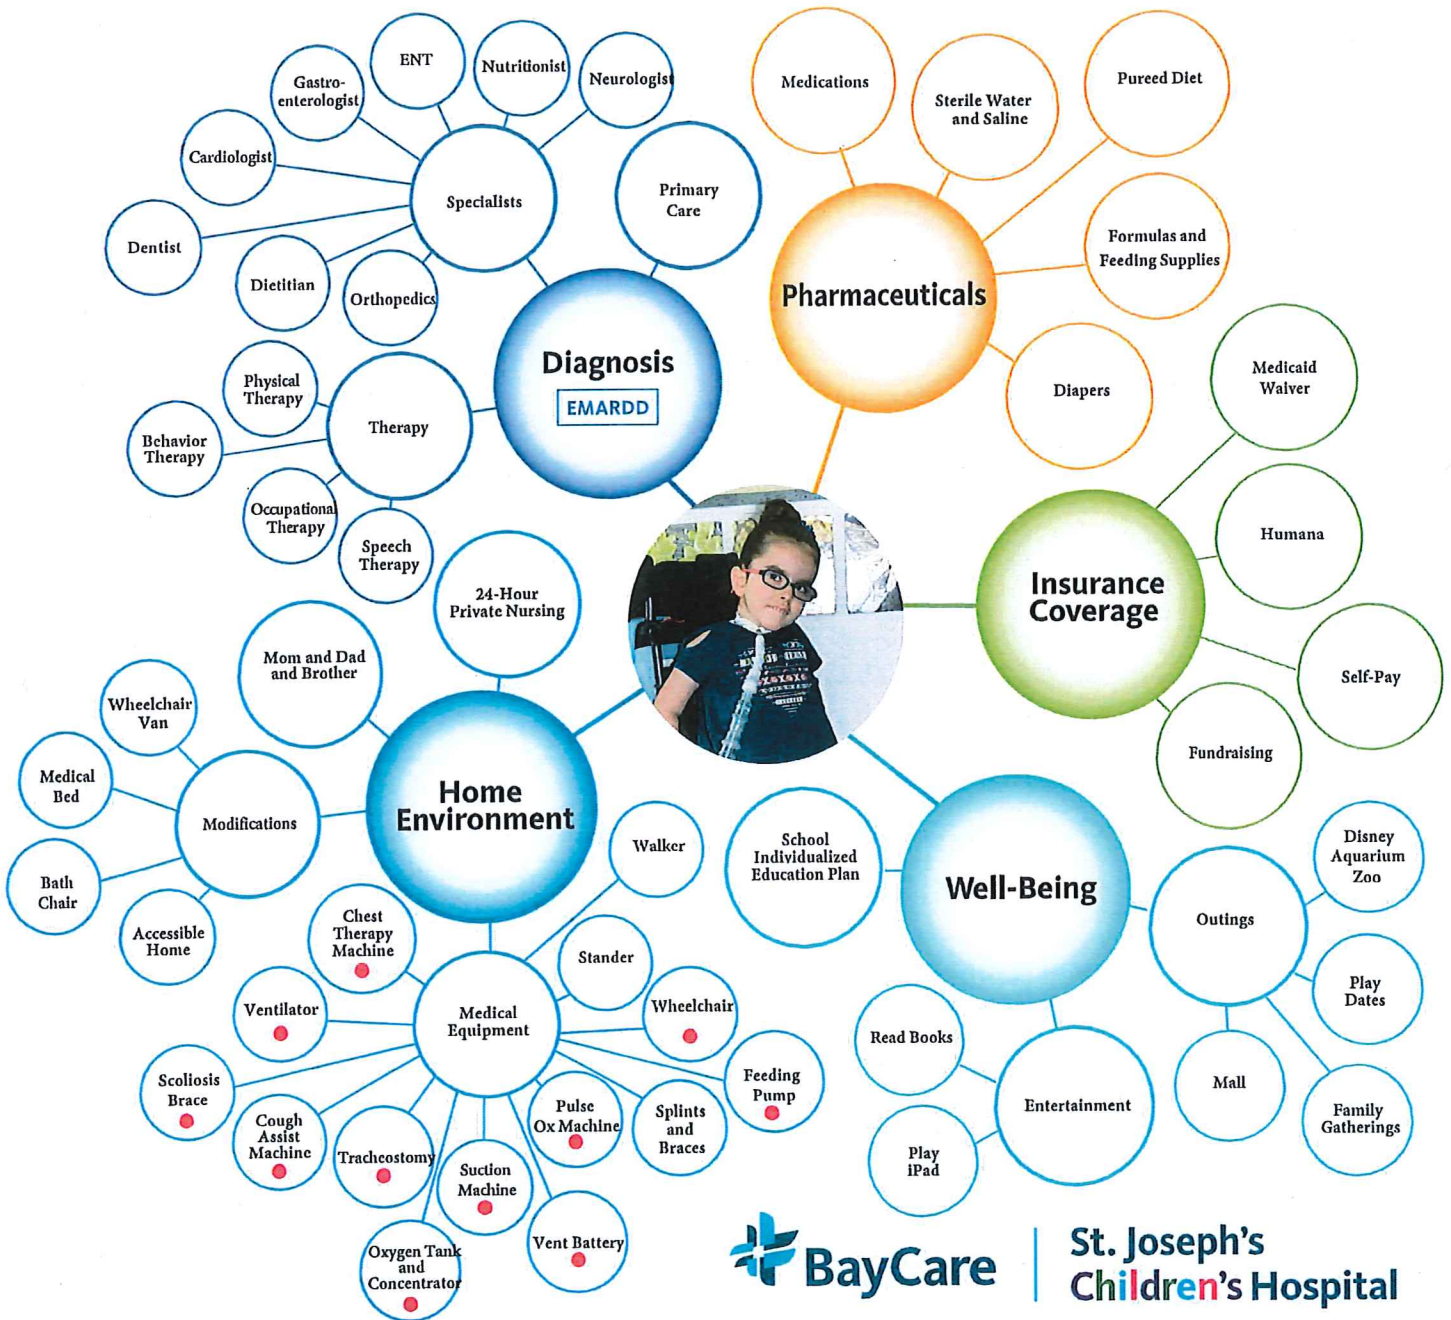 ENT
Nutritionist
Neurologist
Gastro-
enterologist
Cardiologist
Dentist
Dietitian
Orthopedics
Specialists
Primary
Care
Diagnosis
EMARDD
Physical
Therapy
Behavior
Therapy
Occupational
Therapy
Speech
Therapy
Therapy
Medications
Sterile Water
and Saline
Pureed Diet
Formulas and
Feeding Supplies
Diapers
Pharmaceuticals
Medicaid
Waiver
Humana
Self-Pay
Fundraising
Insurance
Coverage
24-Hour
Private Nursing
Mom and Dad
and Brother
Wheelchair
Van
Medical
Bed
Bath
Chair
Accessible
Home
Modifications
Home
Environment
Walker
Stander
Chest
Therapy
Machine
Ventilator
Medical
Equipment
Wheelchair
Scoliosis
Brace
Cough
Assist
Machine
Tracheostomy
Suction
Machine
Pulse
Ox Machine
Splints
and
Braces
Feeding
Pump
Oxygen Tank
and
Concentrator
Vent Battery
School
Individualized
Education Plan
Well-Being
Outings
Disney
Aquarium
Zoo
Play
Dates
Family
Gatherings
Mall
Read Books
Entertainment
Play
iPad
BayCare
St. Joseph's
Children's Hospital